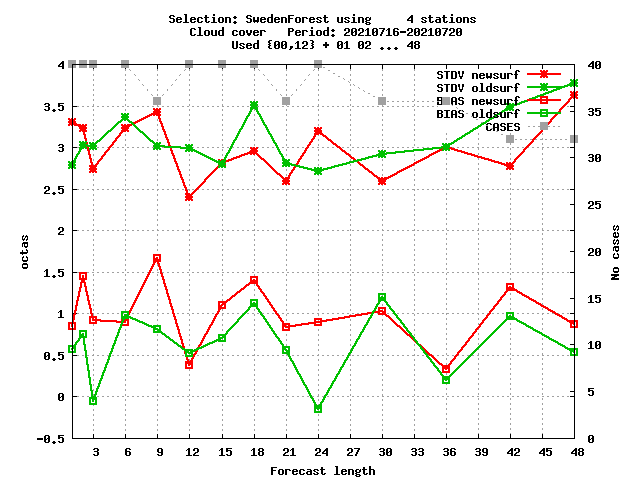 Selection: SwedenForest using     4 stations
Cloud cover   Period: 20210716-20210720
Used {00,12} + 01 02 ... 48
STDV newsurf
STDV oldsurf
BIAS newsurf
BIAS oldsurf
CASES
4
3,5
3
2,5
2
1,5
1
0,5
0
-0,5
octas
40
35
30
25
20
15
10
5
0
No cases
3 6 9 12 15 18 21 24 27 30 33 36 39 42 45 48
Forecast length